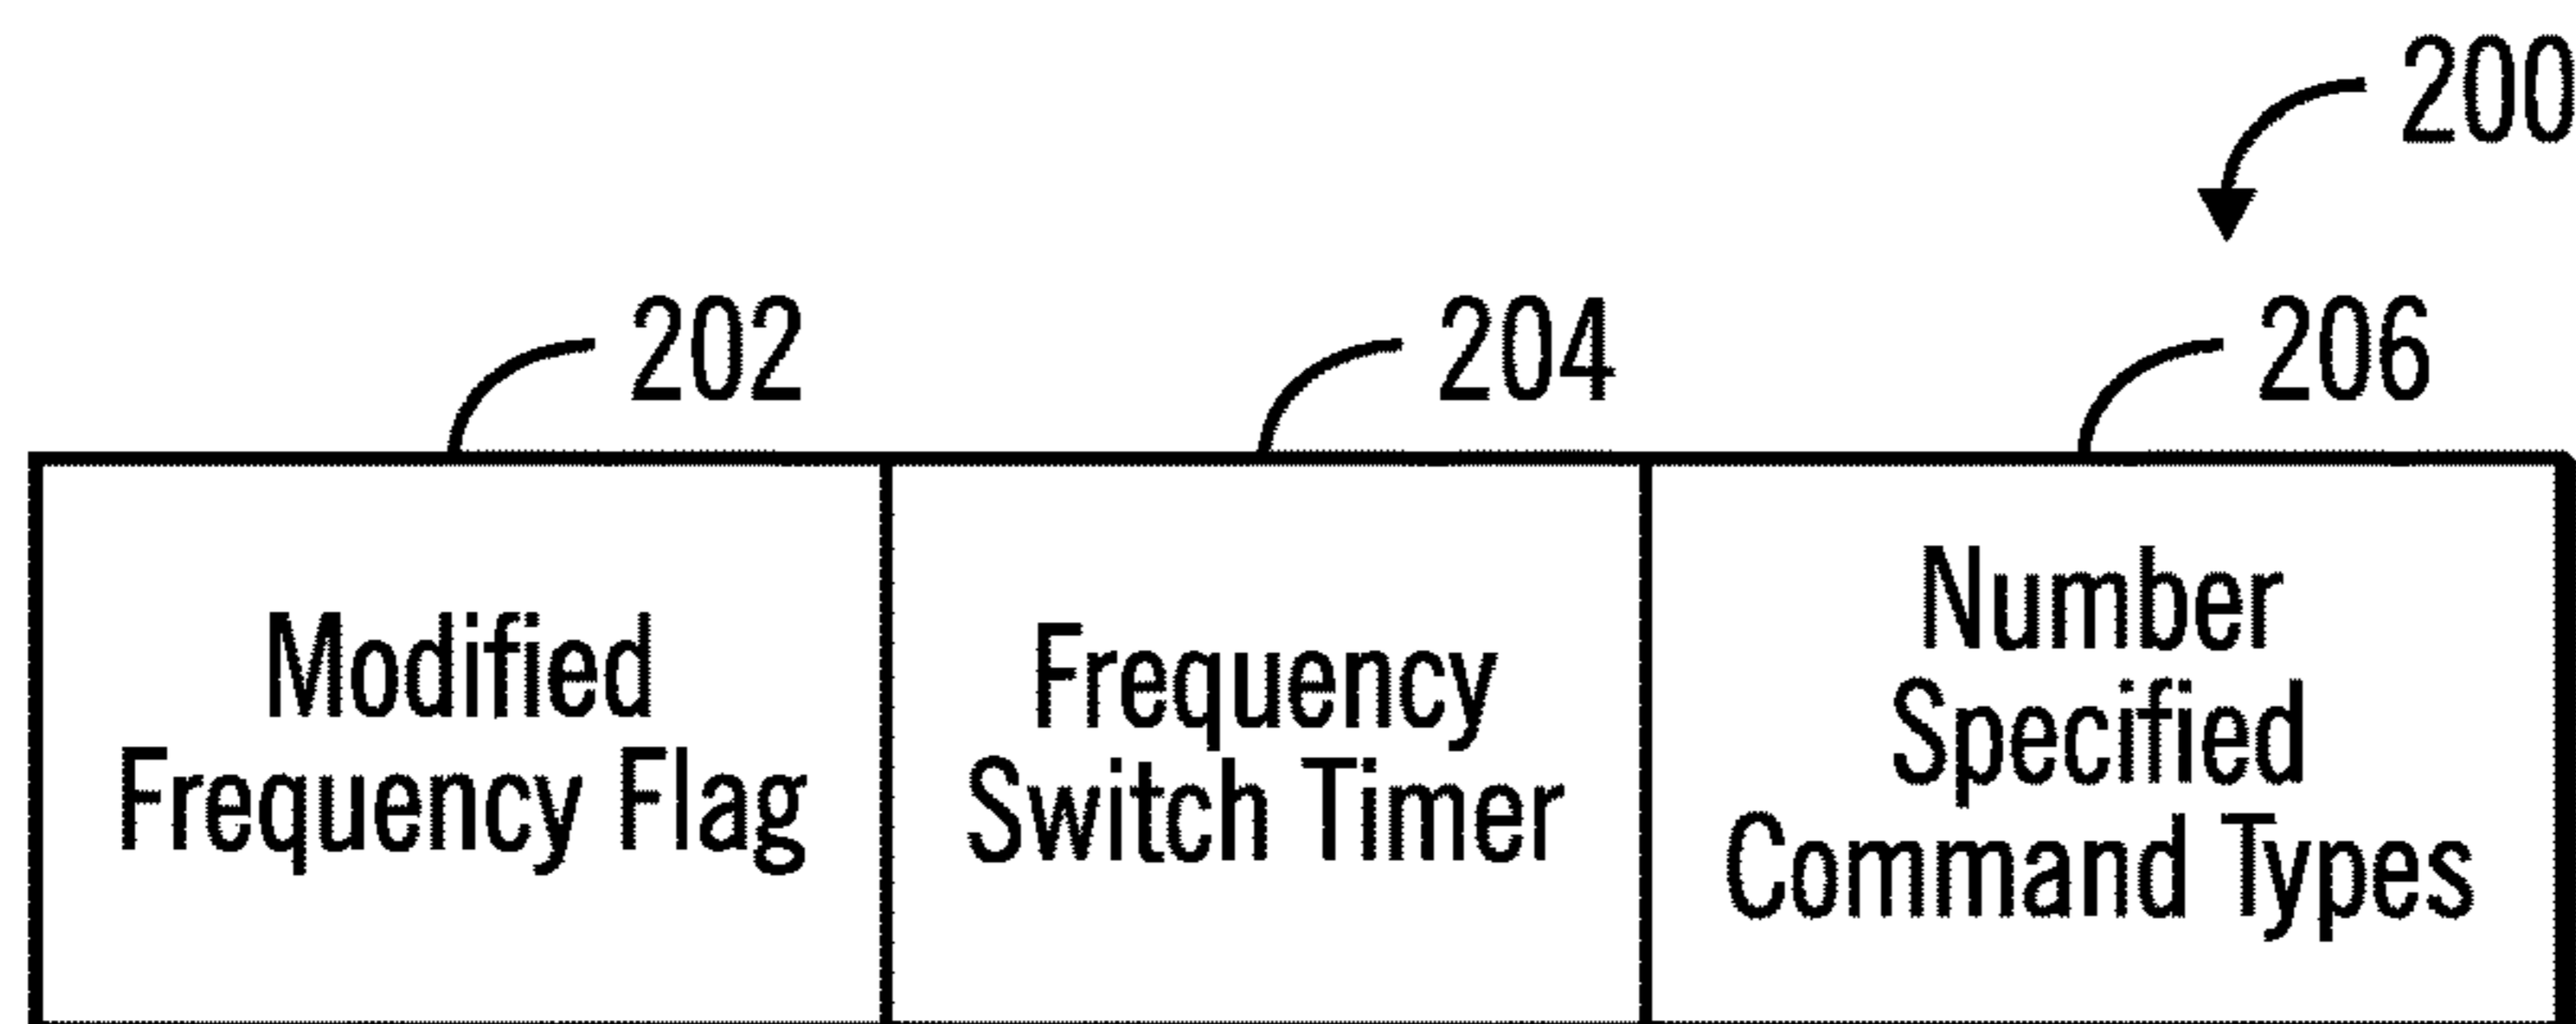 200
202
204
206
Modified
Frequency Flag
Frequency
Switch Timer
Number
Specified
Command Types